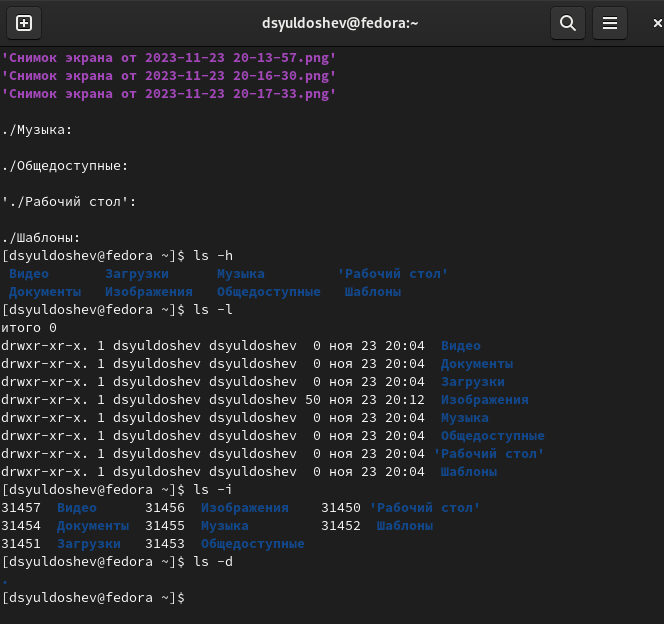 dsyuldoshev@fedora:~
'Снимок экрана от 2023-11-23 20-13-57.png'
'Снимок экрана от 2023-11-23 20-16-30.png'
'Снимок экрана от 2023-11-23 20-17-33.png'
./Музыка:
./Общедоступные:
'./Рабочий стол':
./Шаблоны:
[dsyuldoshev@fedora ~]$ ls -h
Видео Загрузки Музыка 'Рабочий стол'
Документы Изображения Общедоступные Шаблоны
[dsyuldoshev@fedora ~]$ ls -l
итого 0
drwxr-xr-x. 1 dsyuldoshev dsyuldoshev 0 ноя 23 20:04 Видео
drwxr-xr-x. 1 dsyuldoshev dsyuldoshev 0 ноя 23 20:04 Документы
drwxr-xr-x. 1 dsyuldoshev dsyuldoshev 0 ноя 23 20:04 Загрузки
drwxr-xr-x. 1 dsyuldoshev dsyuldoshev 50 ноя 23 20:12 Изображения
drwxr-xr-x. 1 dsyuldoshev dsyuldoshev 0 ноя 23 20:04 Музыка
drwxr-xr-x. 1 dsyuldoshev dsyuldoshev 0 ноя 23 20:04 Общедоступные
drwxr-xr-x. 1 dsyuldoshev dsyuldoshev 0 ноя 23 20:04 'Рабочий стол'
drwxr-xr-x. 1 dsyuldoshev dsyuldoshev 0 ноя 23 20:04 Шаблоны
[dsyuldoshev@fedora ~]$ ls -i
31457 Видео 31456 Изображения 31450 'Рабочий стол'
31454 Документы 31455 Музыка 31452 Шаблоны
31451 Загрузки 31453 Общедоступные
[dsyuldoshev@fedora ~]$ ls -d
.
[dsyuldoshev@fedora ~]$